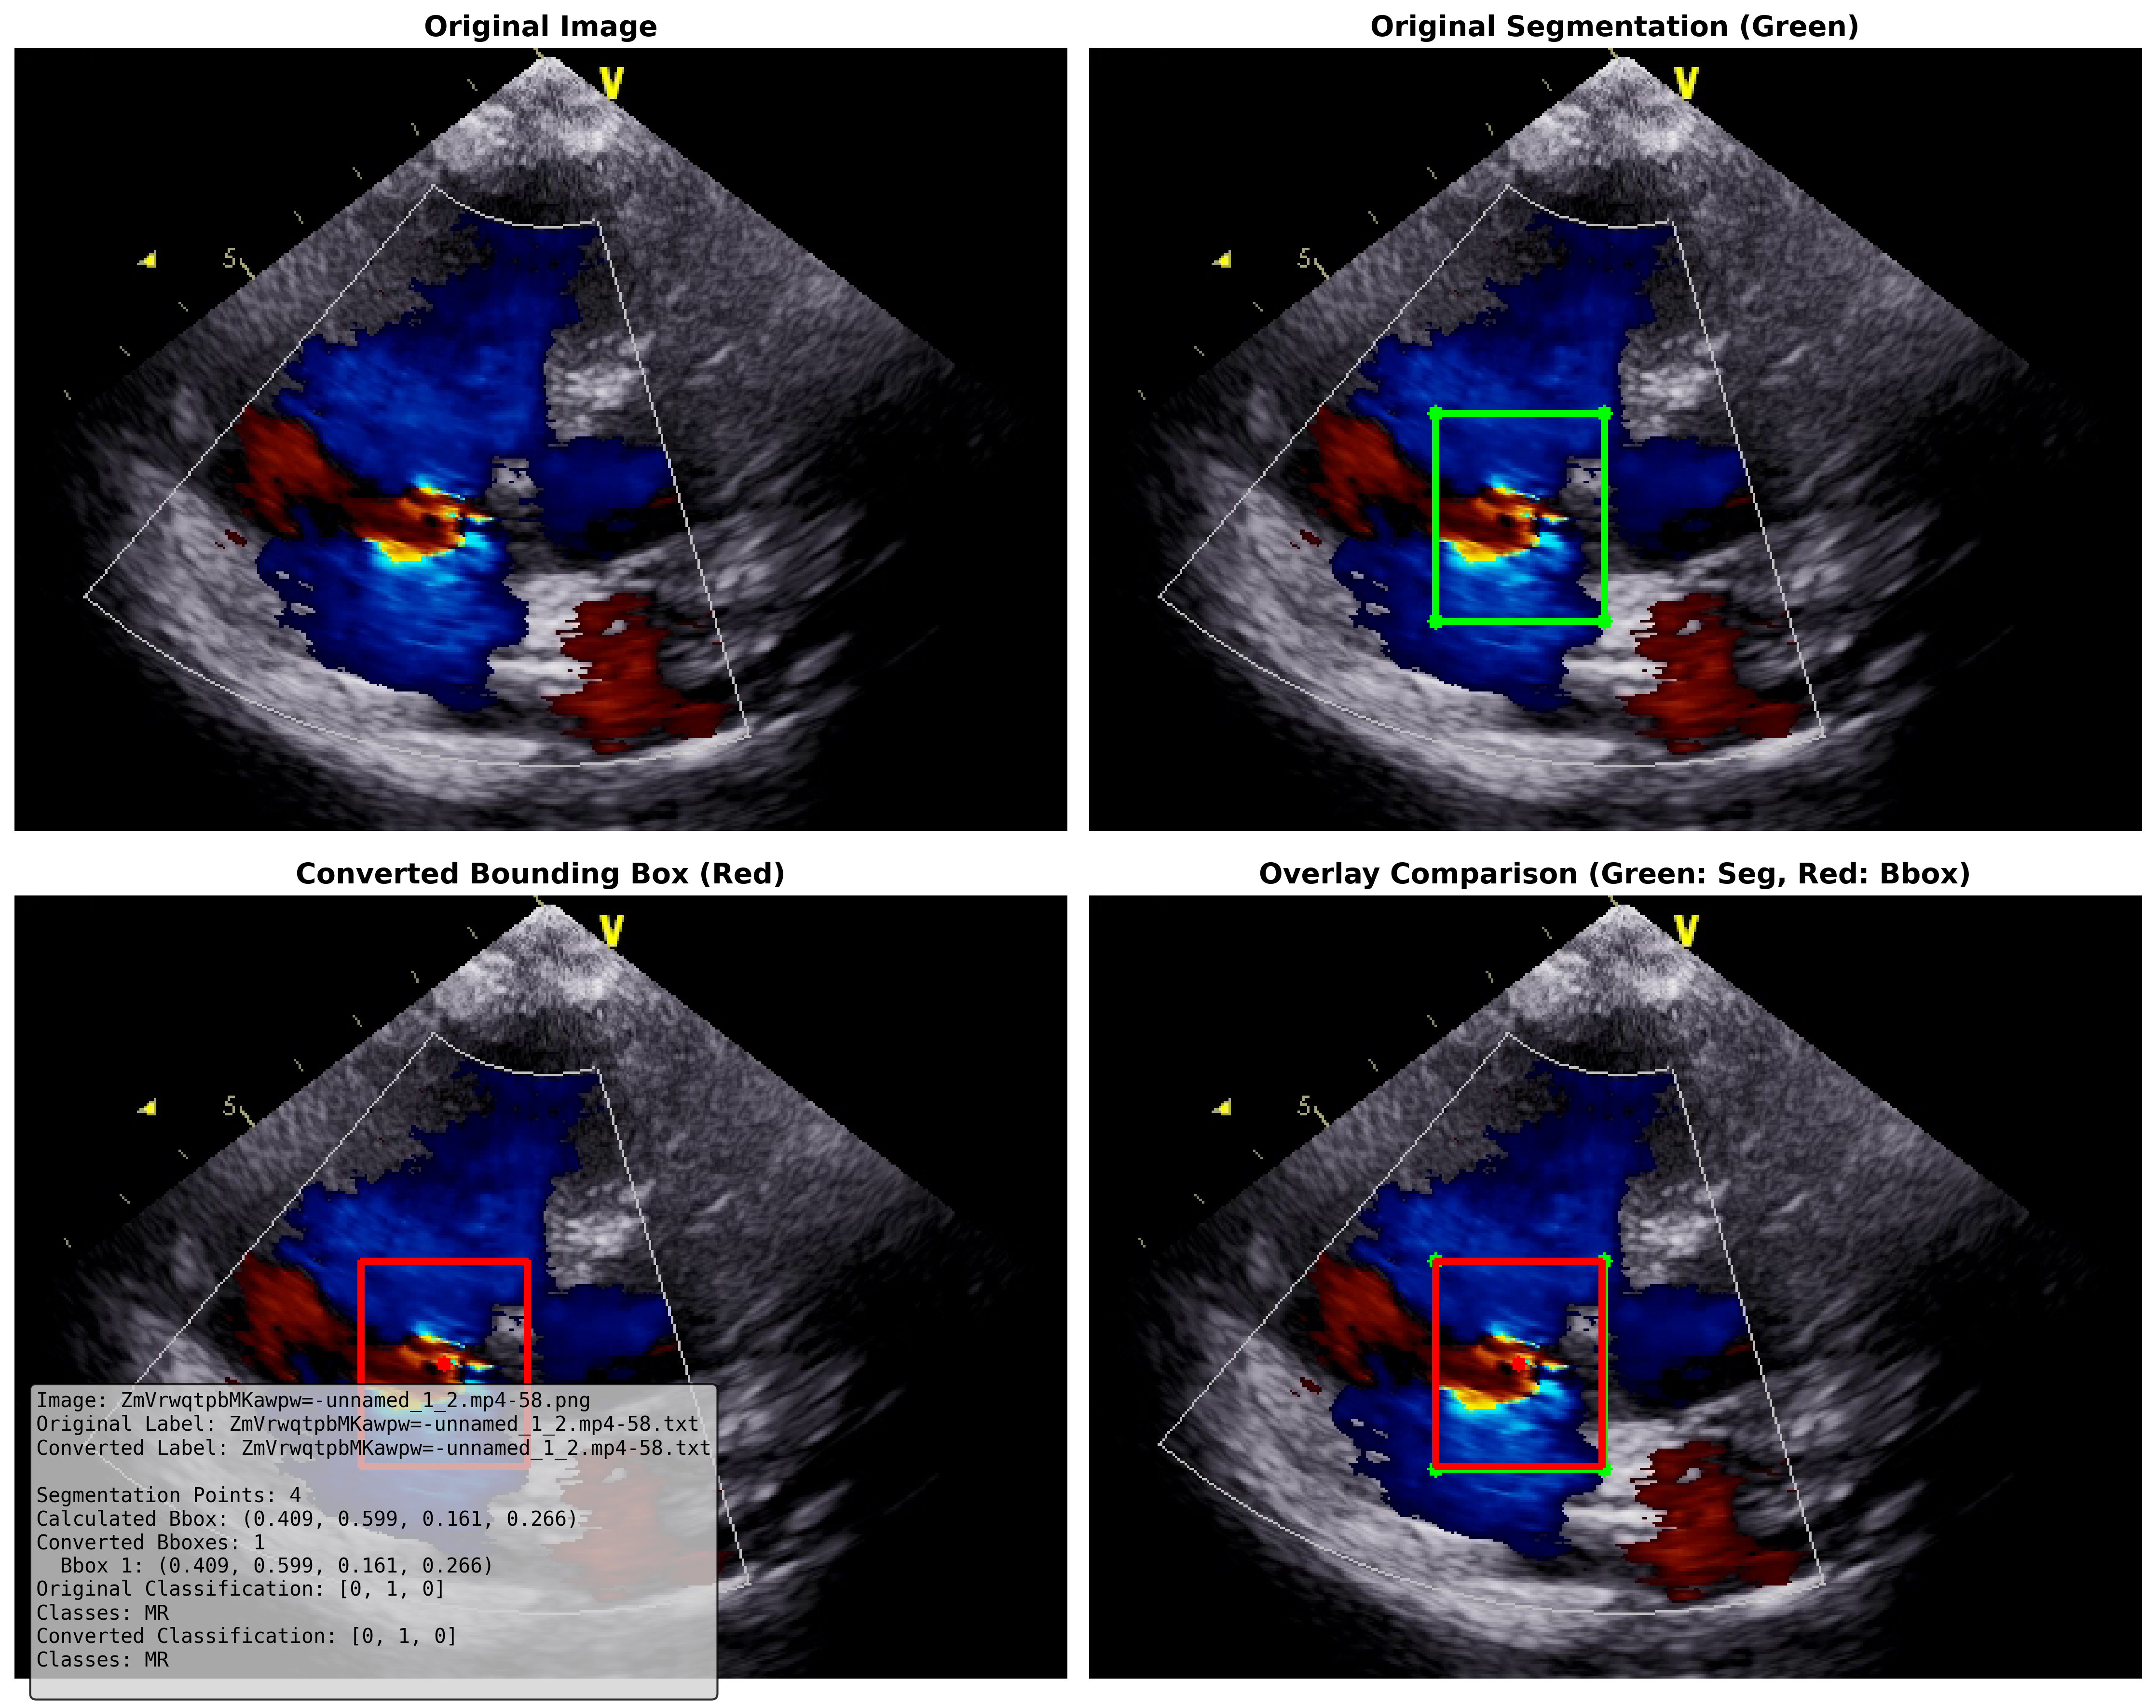 Original Image
Original Segmentation (Green)
V
5
V
5
Converted Bounding Box (Red)
Overlay Comparison (Green: Seg, Red: Bbox)
V
5
V
5
Image: ZmVrwqtpbMKawpw=-unnamed_1_2.mp4-58.png
Original Label: ZmVrwqtpbMKawpw=-unnamed_1_2.mp4-58.txt
Converted Label: ZmVrwqtpbMKawpw=-unnamed_1_2.mp4-58.txt
Segmentation Points: 4
Calculated Bbox: (0.409, 0.599, 0.161, 0.266)
Converted Bboxes: 1
Bbox 1: (0.409, 0.599, 0.161, 0.266)
Original Classification: [0, 1, 0]
Classes: MR
Converted Classification: [0, 1, 0]
Classes: MR